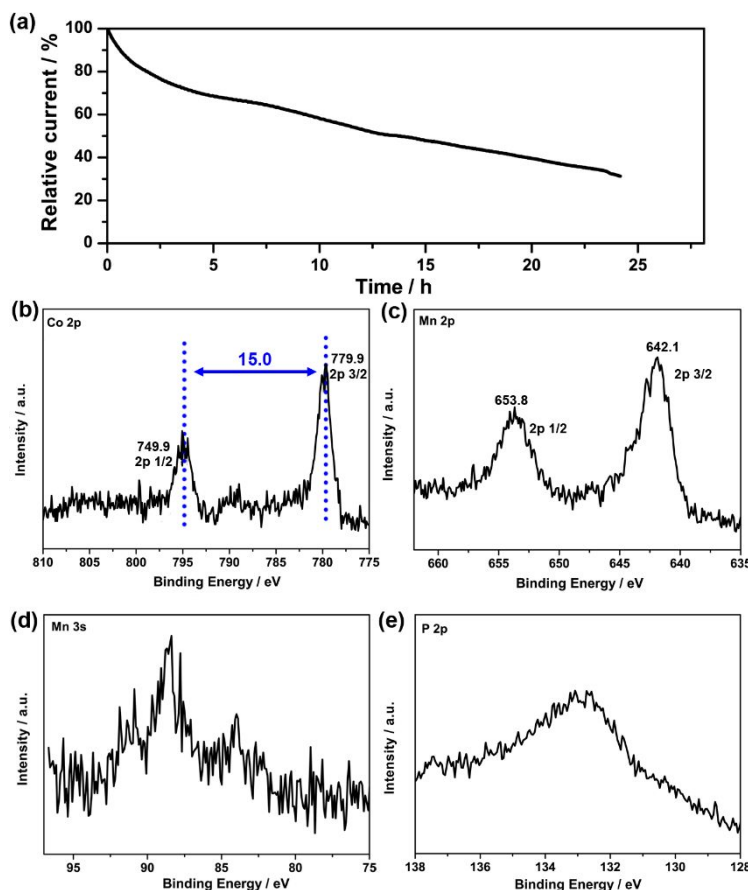 (a)
Relative current / %
100
80
60
40
20
0
0 5 10 15 20 25
Time / h
(b)
Co 2p
15.0
779.9
2p 3/2
749.9
2p 1/2
Intensity / a.u.
810 805 800 795 790 785 780 775
Binding Energy / eV
(c)
Mn 2p
642.1
2p 3/2
653.8
2p 1/2
Intensity / a.u.
660 655 650 645 640 635
Binding Energy / eV
(d)
Mn 3s
Intensity / a.u.
95 90 85 80 75
Binding Energy / eV
(e)
P 2p
Intensity / a.u.
138 136 134 133 130 128
Binding Energy / eV